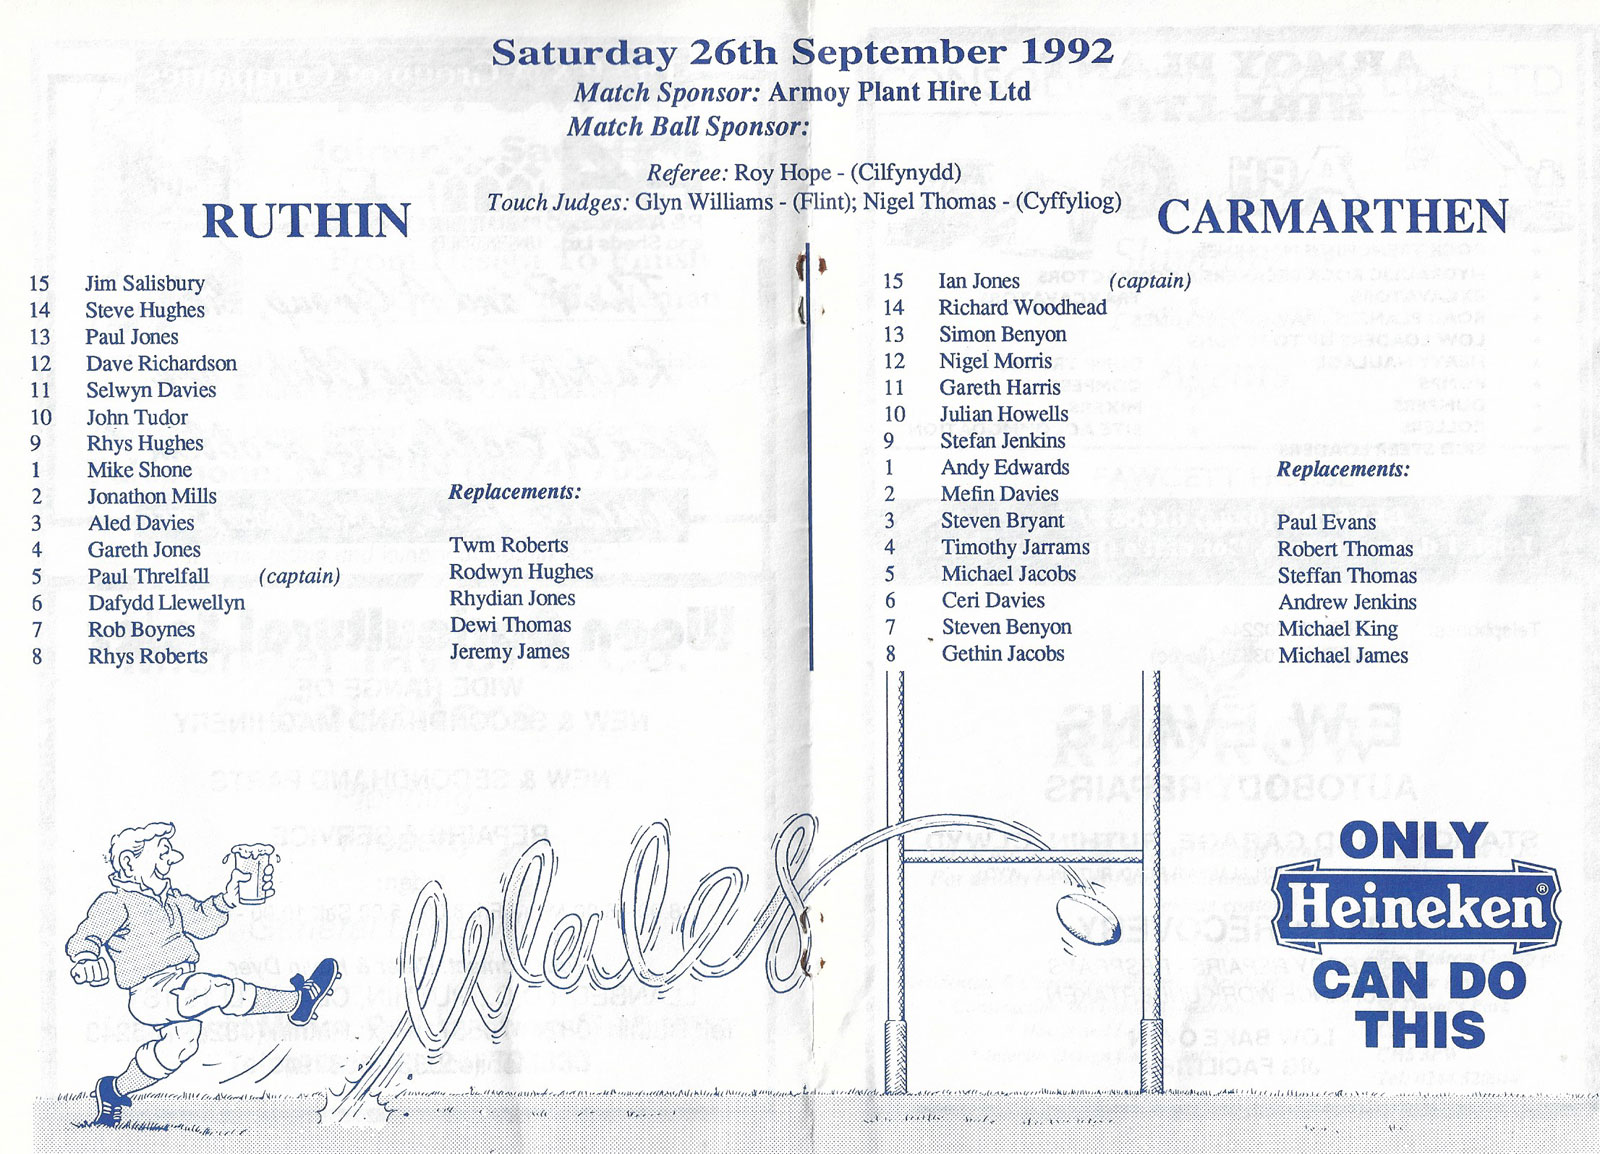 Saturday 26th September 1992
Match Sponsor: Armoy Plant Hire Ltd
Match Ball Sponsor:
Referee: Roy Hope - (Cilfynydd)
Touch Judges: Glyn Williams - (Flint); Nigel Thomas - (Cyffyliog)
RUTHIN
15 Jim Salisbury
14 Steve Hughes
13 Paul Jones
12 Dave Richardson
11 Selwyn Davies
10 John Tudor
9 Rhys Hughes
1 Mike Shone
2 Jonathon Mills
3 Aled Davies
4 Gareth Jones
5 Paul Threlfall (captain)
6 Dafydd Llewellyn
7 Rob Boynes
8 Rhys Roberts
Replacements:
Twm Roberts
Rodwyn Hughes
Rhydian Jones
Dewi Thomas
Jeremy James
CARMARTHEN
15 Ian Jones (captain)
14 Richard Woodhead
13 Simon Benyon
12 Nigel Morris
11 Gareth Harris
10 Julian Howells
9 Stefan Jenkins
1 Andy Edwards
2 Mefin Davies
3 Steven Bryant
4 Timothy Jarrams
5 Michael Jacobs
6 Ceri Davies
7 Steven Benyon
8 Gethin Jacobs
Replacements:
Paul Evans
Robert Thomas
Steffan Thomas
Andrew Jenkins
Michael King
Michael James
Wales
ONLY
Heineken®
CAN DO
THIS